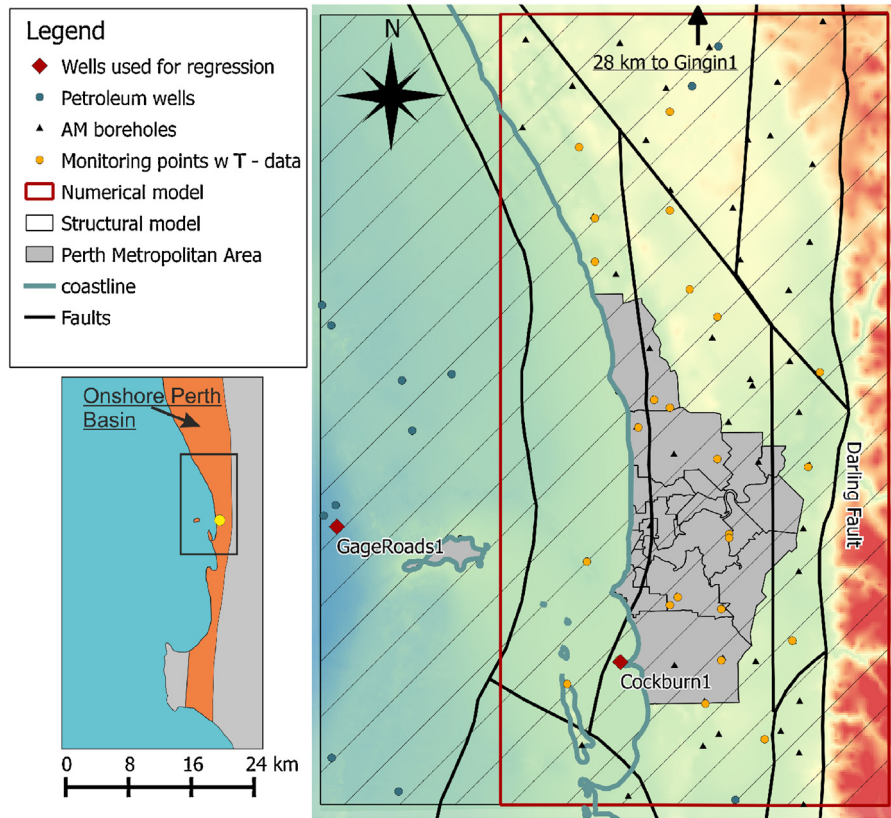 Legend
Wells used for regression
Petroleum wells
AM boreholes
Monitoring points w T - data
Numerical model
Structural model
Perth Metropolitan Area
coastline
Faults
N
28 km to Gingin1
Onshore Perth
Basin
GageRoads1
Cockburn1
Darling Fault
0 8 16 24 km